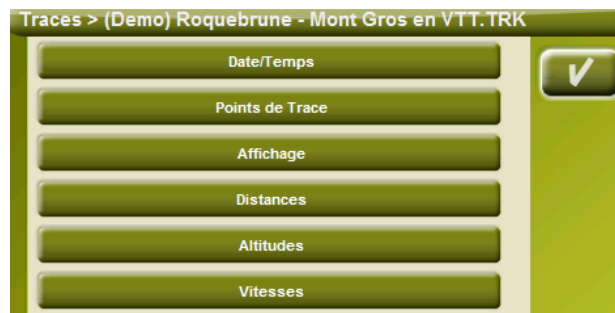 Traces > (Demo) Roquebrune - Mont Gros en VTT.TRK
Date/Temps
Points de Trace
Affichage
Distances
Altitudes
Vitesses